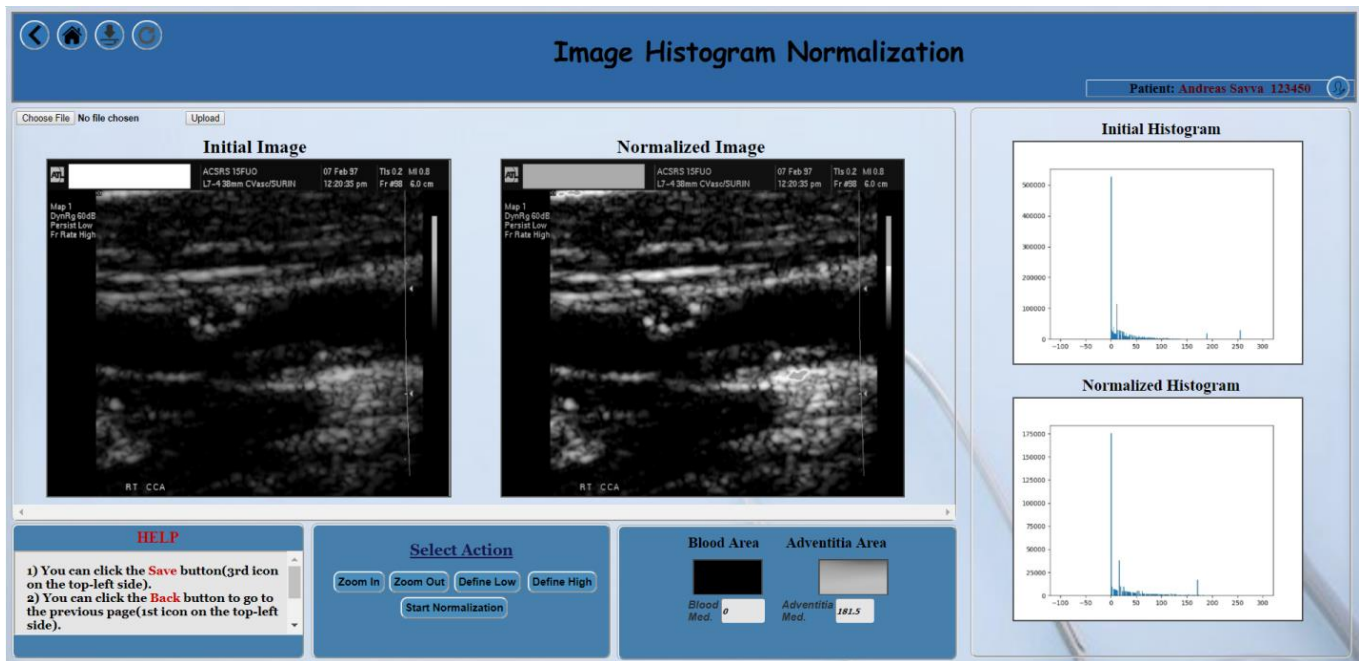 Image Histogram Normalization
Patient: Andreas Savva 123450
Choose File No file chosen Upload
Initial Image
ATL
ACSRS 15FUO 07 Feb 97 TIs 0.2 MI 0.8
L7-4 38mm CVasc/SURIN 12:20:35 pm Fr #98 6.0 cm
Map 1
DynRg 60dB
Persist Low
Fr Rate High
RT CCA
Normalized Image
ATL
ACSRS 15FUO 07 Feb 97 TIs 0.2 MI 0.8
L7-4 38mm CVasc/SURIN 12:20:35 pm Fr #98 6.0 cm
Map 1
DynRg 60dB
Persist Low
Fr Rate High
RT CCA
Initial Histogram
500000
400000
300000
200000
100000
0
−100 −50 0 50 100 150 200 250 300
Normalized Histogram
175000
150000
125000
100000
75000
50000
25000
0
−100 −50 0 50 100 150 200 250 300
HELP
1) You can click the Save button(3rd icon
on the top-left side).
2) You can click the Back button to go to
the previous page(1st icon on the top-left
side).
Select Action
Zoom In Zoom Out Define Low Define High
Start Normalization
Blood Area Adventitia Area
Blood Med. 0
Adventitia Med. 181.5